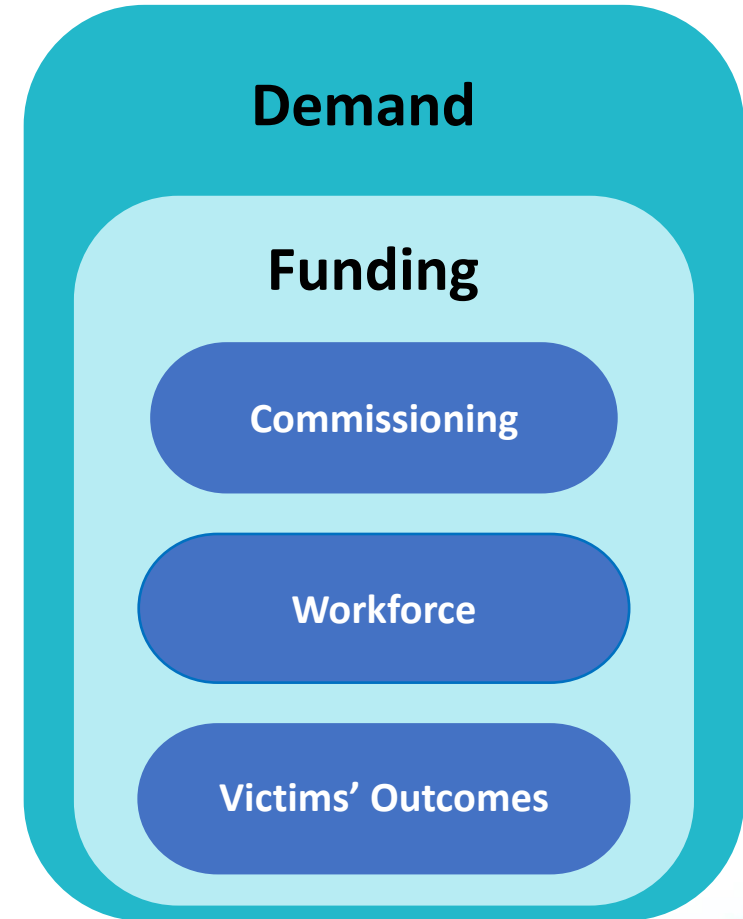 Demand
Funding
Commissioning
Workforce
Victims’ Outcomes